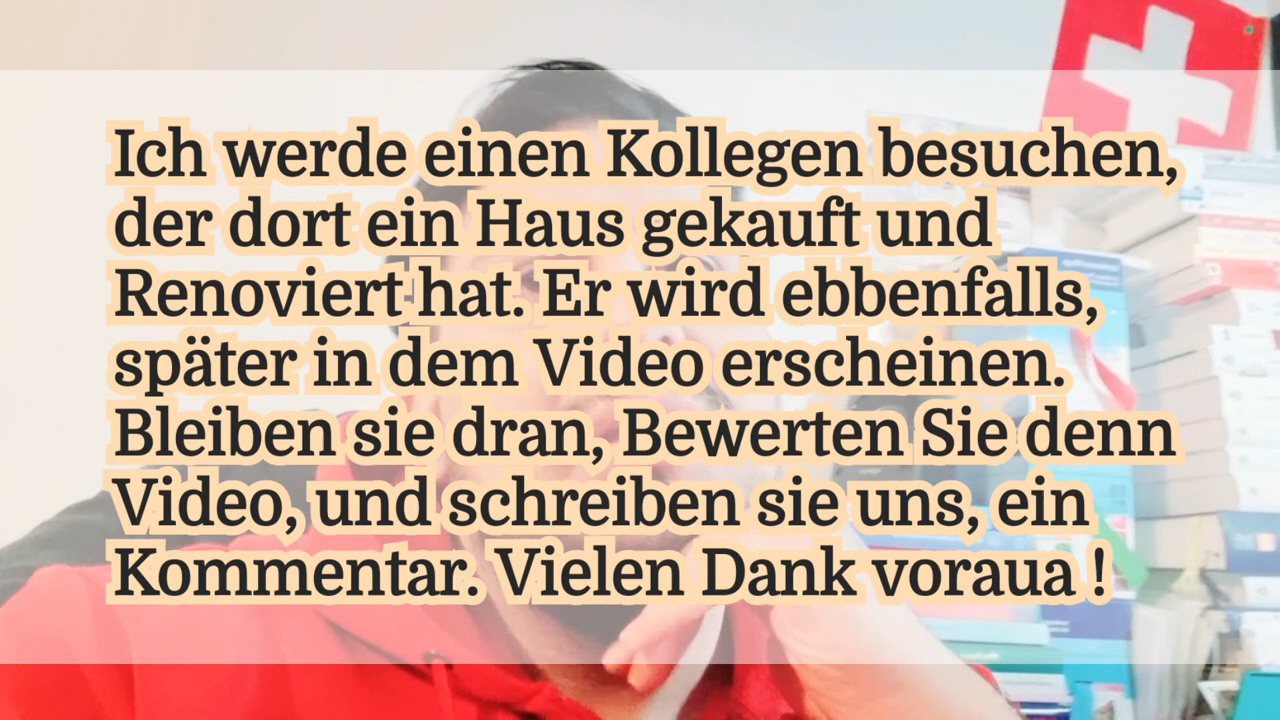 Ich werde einen Kollegen besuchen,
der dort ein Haus gekauft und
Renoviert hat. Er wird ebbenfalls,
später in dem Video erscheinen.
Bleiben sie dran, Bewerten Sie denn
Video, und schreiben sie uns, ein
Kommentar. Vielen Dank voraua !